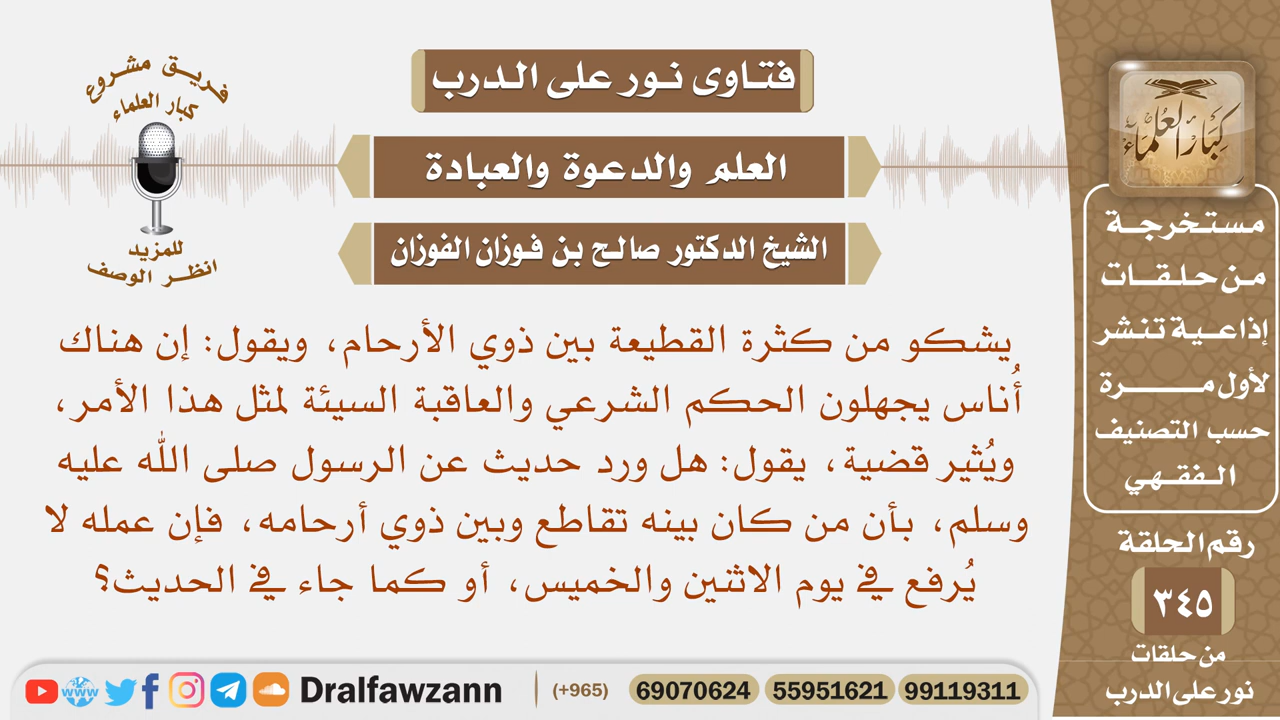 فتاوى نور على الدرب
العلم والدعوة والعبادة
الشيخ الدكتور صالح بن فوزان الفوزان
فريق مشروع
كبار العلماء
للمزيد
انظر الوصف
يشكو من كثرة القطيعة بين ذوي الأرحام، ويقول: إن هناك
أُناس يجهلون الحكم الشرعي والعاقبة السيئة لمثل هذا الأمر،
ويُثير قضية، يقول: هل ورد حديث عن الرسول صلى الله عليه
وسلم، بأن من كان بينه تقاطع وبين ذوي أرحامه، فإن عمله لا
يُرفع في يوم الاثنين والخميس، أو كما جاء في الحديث؟
كِبَار العُلَمَاء
مستخرجة
من حلقات
إذاعية تنشر
لأول مرة
حسب التصنيف
الفقهي
رقم الحلقة
٣٤٥
من حلقات
نور على الدرب
www
Dralfawzann
(+965)
69070624
55951621
99119311